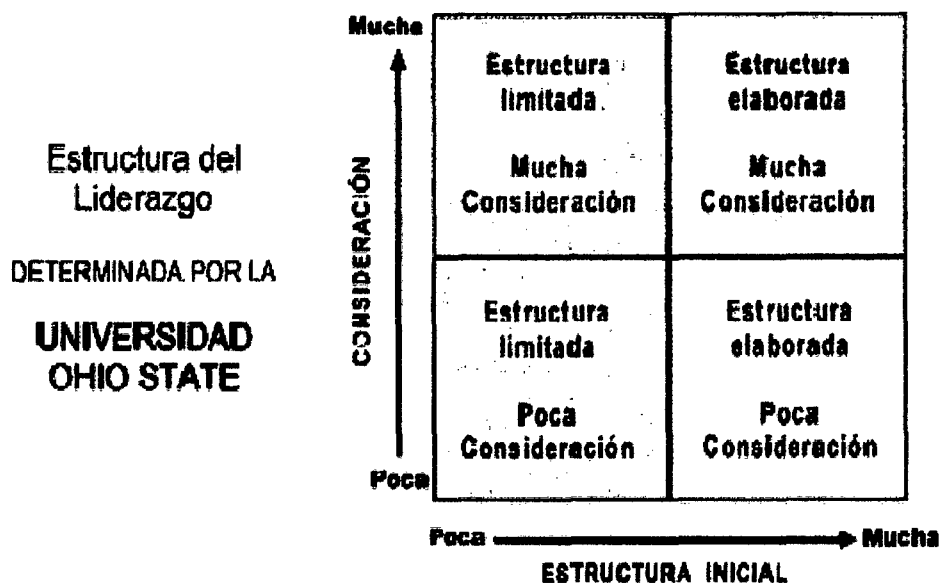 Estructura del
Liderazgo
DETERMINADA POR LA
UNIVERSIDAD
OHIO STATE
Mucha
CONSIDERACIÓN
Poca
Estructura
limitada
Mucha
Consideración
Estructura
elaborada
Mucha
Consideración
Estructura
limitada
Poca
Consideración
Estructura
elaborada
Poca
Consideración
Poca
Mucha
ESTRUCTURA INICIAL